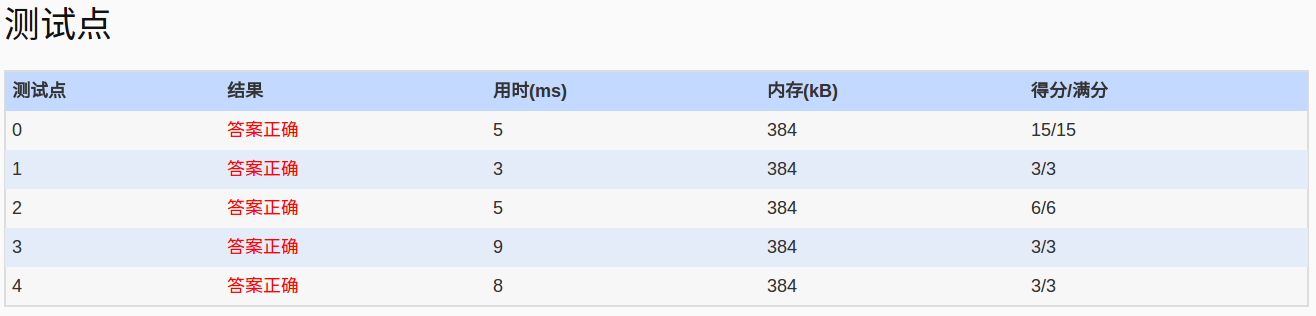 测试点
测试点 结果 用时(ms) 内存(kB) 得分/满分
0 答案正确 5 384 15/15
1 答案正确 3 384 3/3
2 答案正确 5 384 6/6
3 答案正确 9 384 3/3
4 答案正确 8 384 3/3